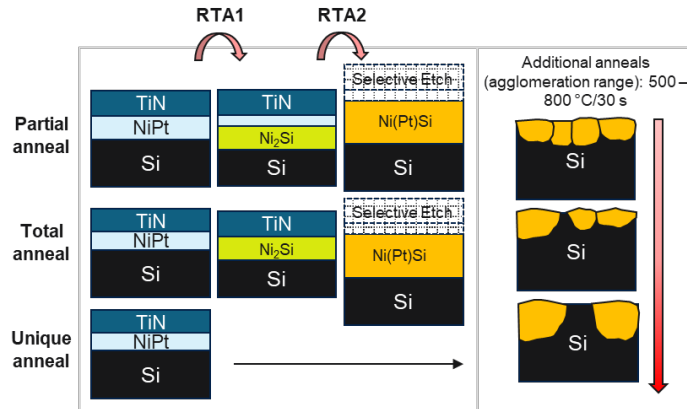 RTA1
RTA2
Additional anneals
(agglomeration range): 500 –
800 °C/30 s
Partial
anneal
TiN
NiPt
Si
TiN
Ni₂Si
Si
Selective Etch
Ni(Pt)Si
Si
Total
anneal
TiN
NiPt
Si
TiN
Ni₂Si
Si
Selective Etch
Ni(Pt)Si
Si
Si
Unique
anneal
TiN
NiPt
Si
Si